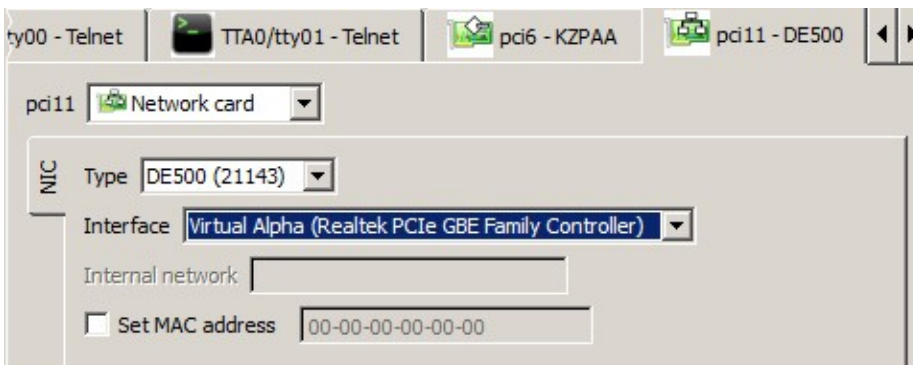 ty00 - Telnet TTA0/tty01 - Telnet pci6 - KZPAA pci11 - DE500
pci11 Network card
NIC
Type DE500 (21143)
Interface Virtual Alpha (Realtek PCIe GBE Family Controller)
Internal network
Set MAC address 00-00-00-00-00-00